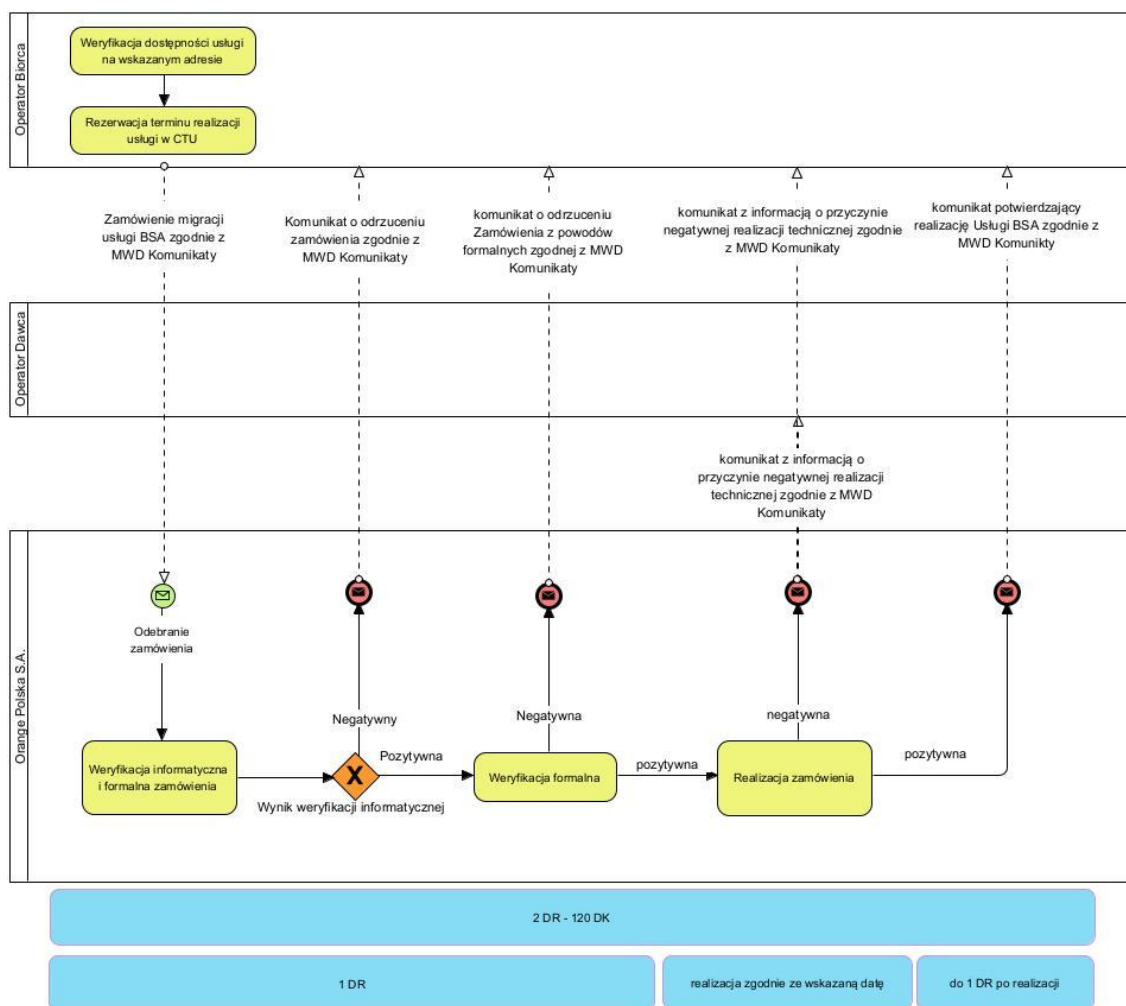 Operator Biorca
Weryfikacja dostępności usługi
na wskazanym adresie
Rezerwacja terminu realizacji
usługi w CTU
Zamówienie migracji
usługi BSA zgodnie z
MWD Komunikaty
Komunikat o odrzuceniu
zamówienia zgodnie z
MWD Komunikaty
komunikat o odrzuceniu
Zamówienia z powodów
formalnych zgodnej z MWD
Komunikaty
komunikat z informacją o przyczynie
negatywnej realizacji technicznej zgodnie
z MWD Komunikaty
komunikat potwierdzający
realizację Usługi BSA zgodnie z
MWD Komunikty
Operator Dawca
komunikat z informacją o
przyczynie negatywnej realizacji
technicznej zgodnie z MWD
Komunikaty
Orange Polska S.A.
Odebranie
zamówienia
Weryfikacja informatyczna
i formalna zamówienia
Negatywny
X
Wynik weryfikacji informatycznej
Pozytywna
Negatywna
Weryfikacja formalna
pozytywna
negatywna
Realizacja zamówienia
pozytywna
2 DR - 120 DK
1 DR
realizacja zgodnie ze wskazaną datę
do 1 DR po realizacji